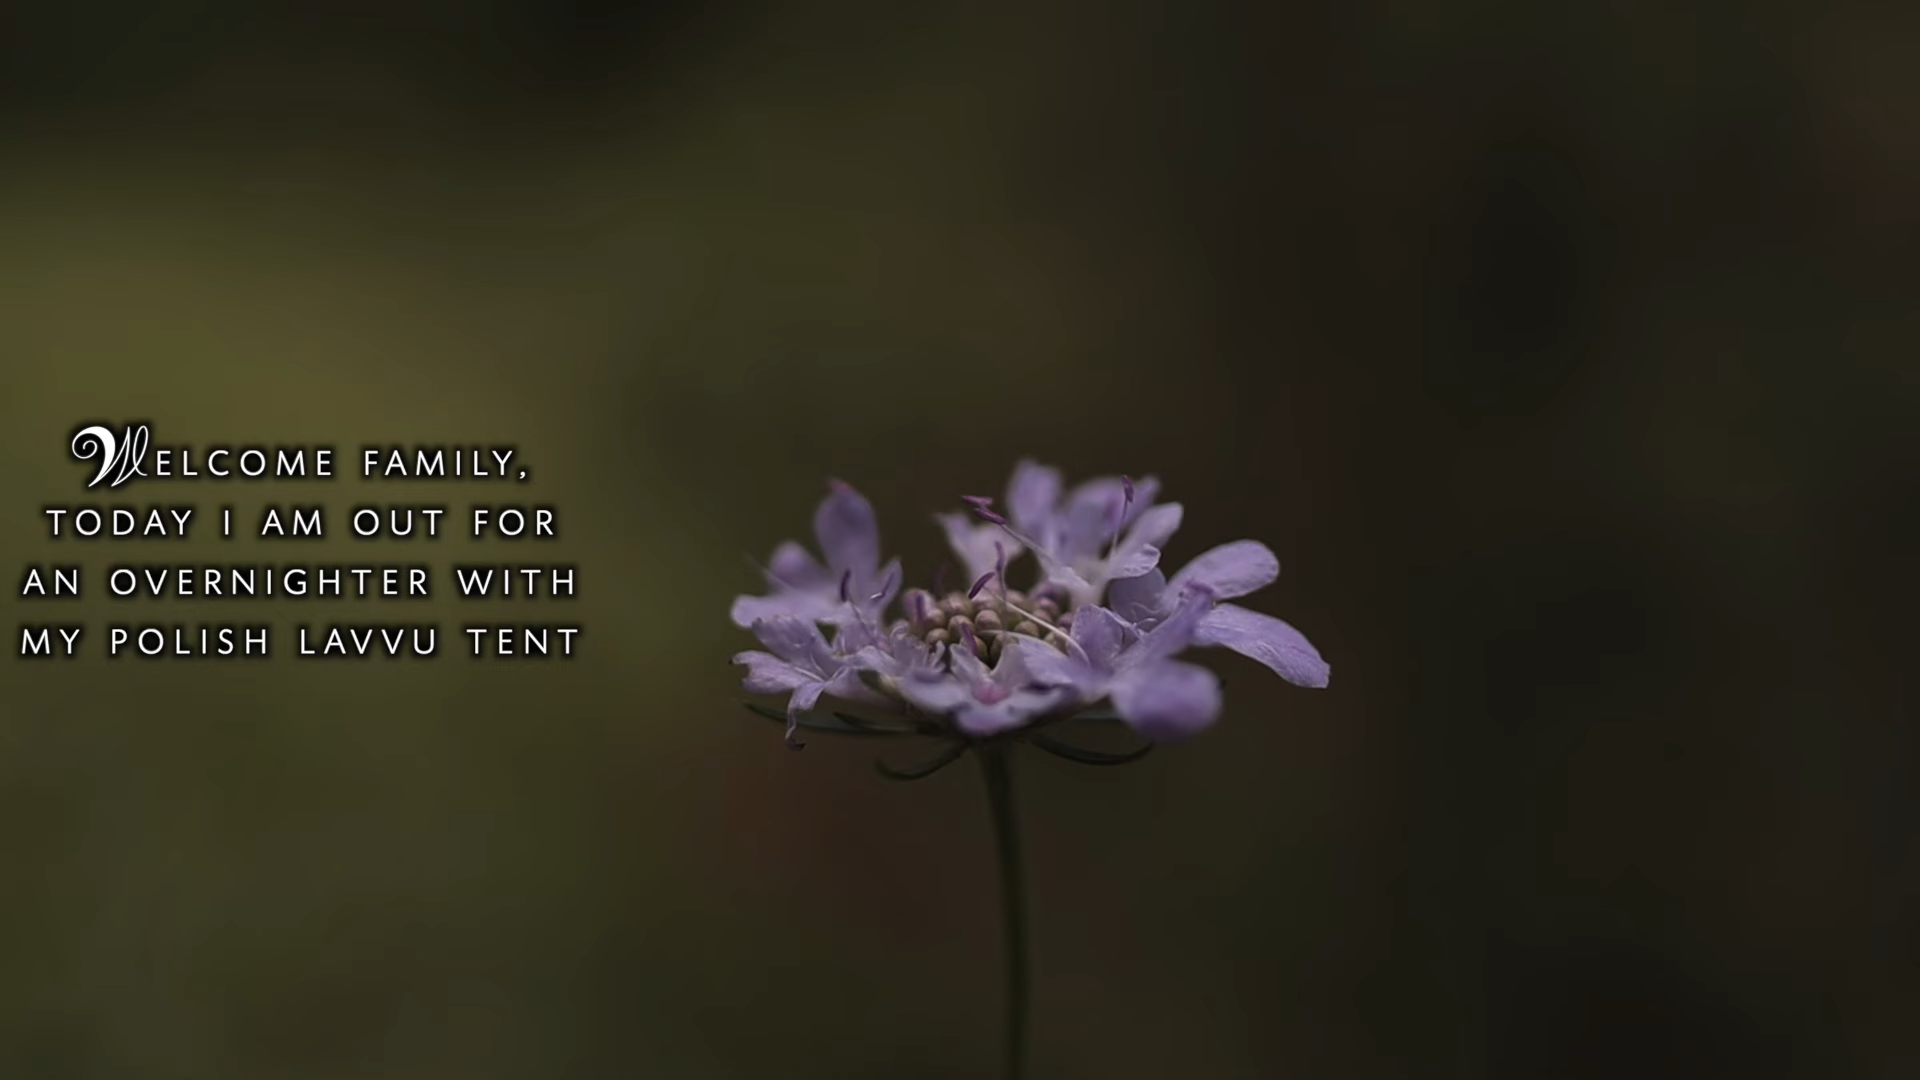 Welcome family,
today I am out for
an overnighter with
my Polish Lavvu tent